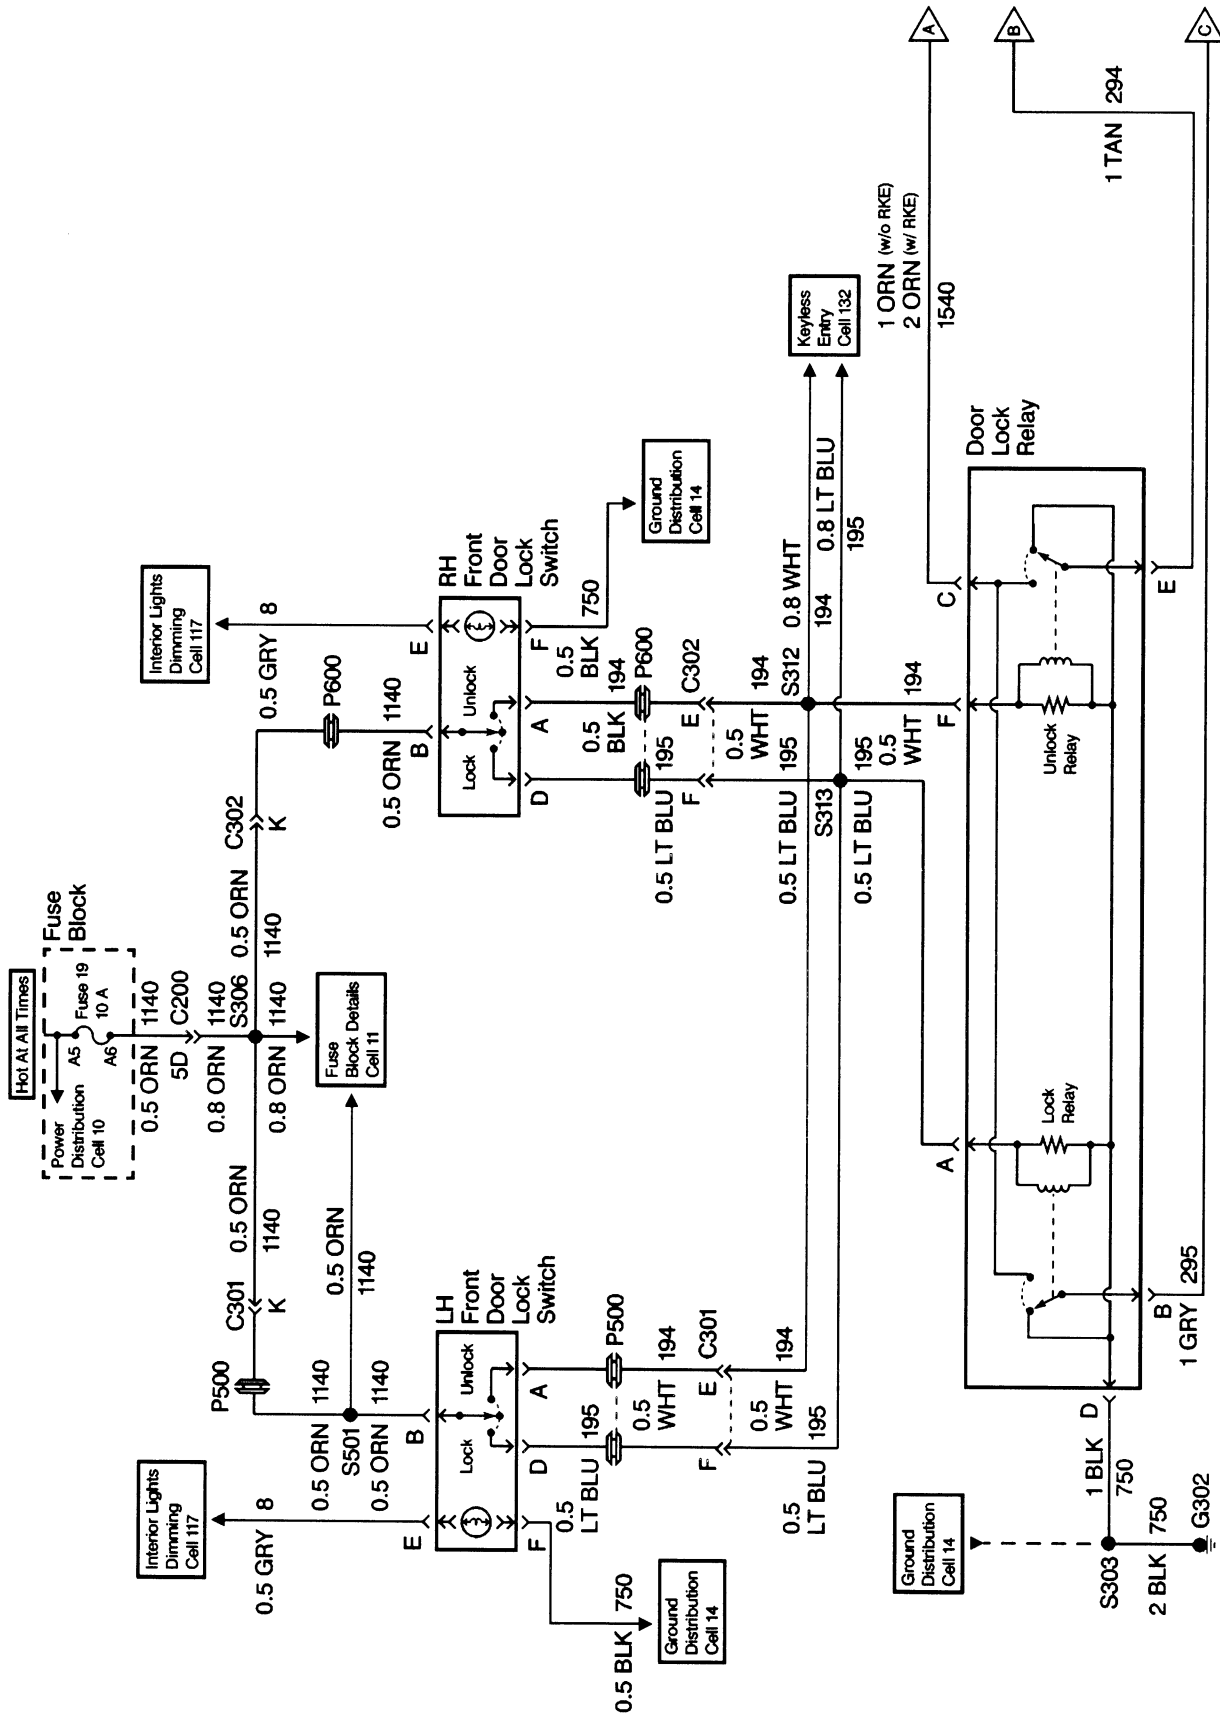 Hot At All Times
Power
Distribution
Cell 10
A5
Fuse 19
10 A
A6
Fuse
Block
0.5 ORN
1140
5D
C200
0.8 ORN
1140
S306
0.5 ORN
1140
C301
K
0.5 ORN
1140
C302
K
0.8 ORN
1140
Fuse
Block Details
Cell 11
P500
0.5 ORN
1140
S501
0.5 ORN
1140
0.5 ORN
1140
Interior Lights
Dimming
Cell 117
0.5 GRY
8
E
B
LH
Front
Door
Lock
Switch
Lock
Unlock
F
D
A
0.5 BLK
750
Ground
Distribution
Cell 14
0.5
LT BLU
195
0.5
WHT
194
P500
F
E
C301
0.5
LT BLU
195
0.5
WHT
194
Interior Lights
Dimming
Cell 117
0.5 GRY
8
P600
0.5 ORN
1140
B
E
RH
Front
Door
Lock
Switch
Lock
Unlock
D
A
F
0.5
BLK
750
Ground
Distribution
Cell 14
0.5
BLK
194
P600
0.5 LT BLU
195
F
E
C302
0.5 LT BLU
195
0.5
WHT
194
S312
0.8 WHT
194
S313
0.8 LT BLU
195
Keyless
Entry
Cell 132
0.5 LT BLU
195
0.5
WHT
194
A
F
C
1 ORN (w/o RKE)
2 ORN (w/ RKE)
1540
A
B
C
1 TAN
294
Door
Lock
Relay
Lock
Relay
Unlock
Relay
D
B
E
1 GRY
295
1 BLK
750
Ground
Distribution
Cell 14
S303
2 BLK
750
G302